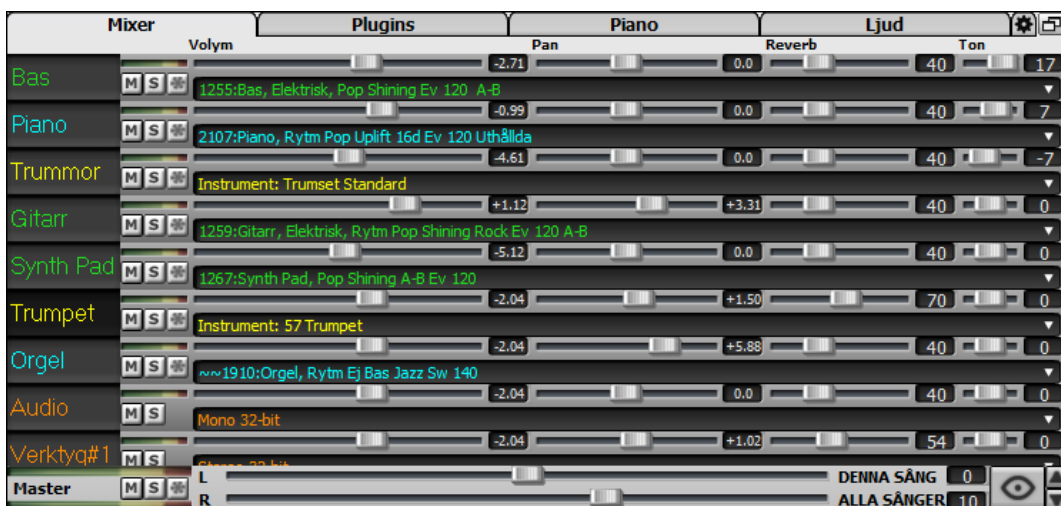 Mixer Plugins Piano Ljud
Volym Pan Reverb Ton
Bas M S -2.71 0.0 40 17
1255:Bas, Elektrisk, Pop Shining Ev 120 A-B
Piano M S -0.99 0.0 40 7
2107:Piano, Rytm Pop Uplift 16d Ev 120 Uthållda
Trummor M S -4.61 0.0 40 -7
Instrument: Trumset Standard
Gitarr M S +1.12 +3.31 40 0
1259:Gitarr, Elektrisk, Rytm Pop Shining Rock Ev 120 A-B
Synth Pad M S -5.12 0.0 40 0
1267:Synth Pad, Pop Shining A-B Ev 120
Trumpet M S -2.04 +1.50 70 0
Instrument: 57 Trumpet
Orgel M S -2.04 +5.88 40 0
~~1910:Orgel, Rytm Ej Bas Jazz Sw 140
Audio M S -2.04 0.0 40 0
Mono 32-bit
Verktyg#1 M S -2.04 +1.02 54 0
Stereo 32-bit
Master M S L DENNA SÅNG 0
R ALLA SÅNGER 10